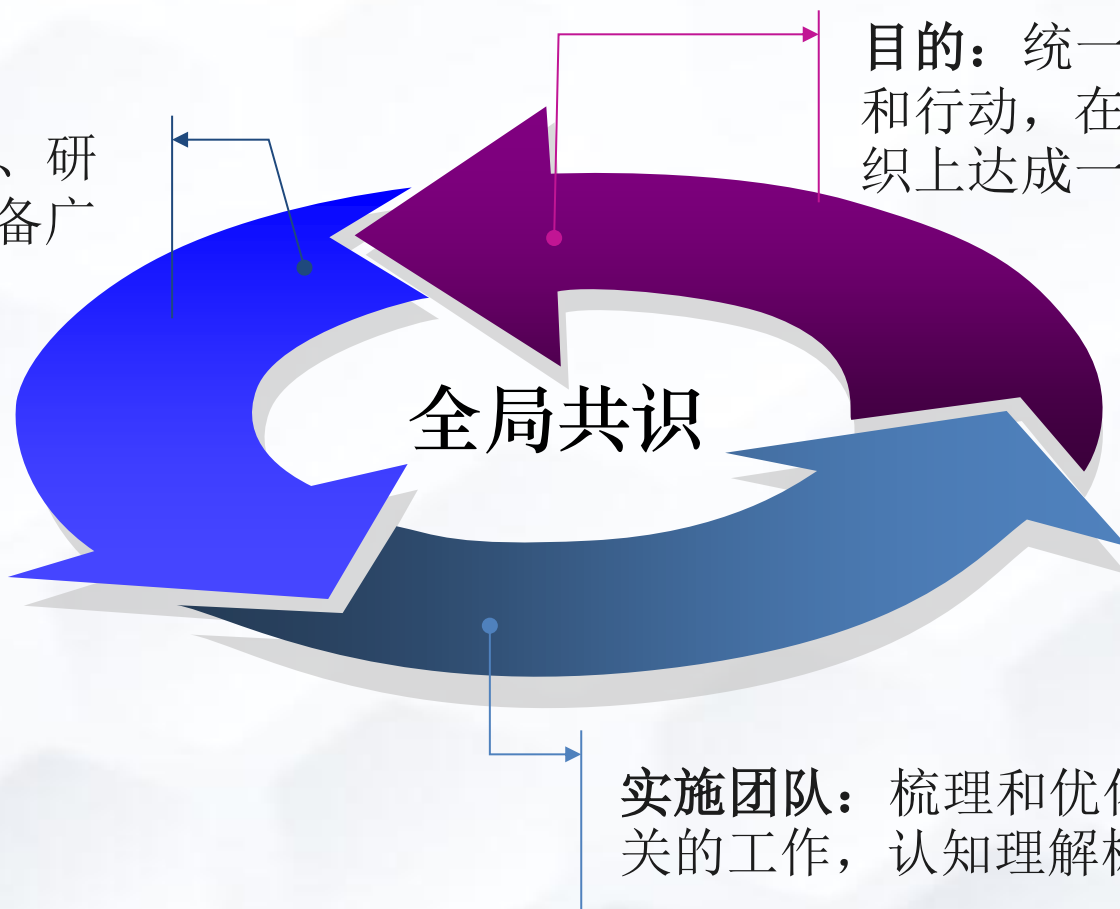 目的：统一
和行动，在
织上达成一
、研
备广
全局共识
实施团队：梳理和优
关的工作，认知理解